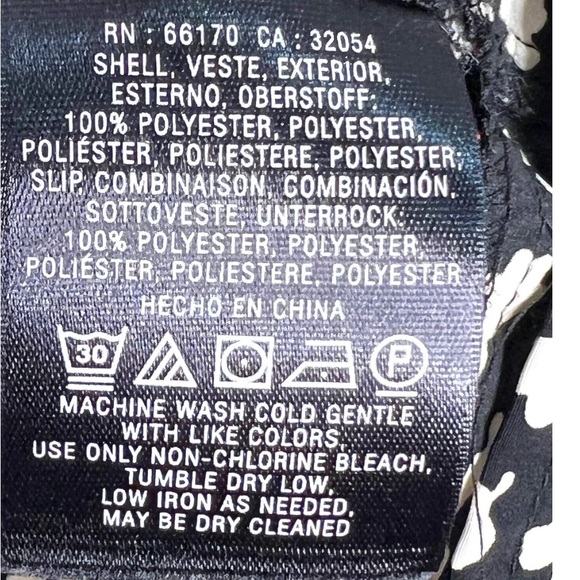 RN : 66170 CA : 32054
SHELL, VESTE, EXTERIOR,
ESTERNO, OBERSTOFF:
100% POLYESTER, POLYESTER,
POLIÉSTER, POLIESTERE, POLYESTER;
SLIP, COMBINAISON, COMBINACIÓN,
SOTTOVESTE, UNTERROCK:
100% POLYESTER, POLYESTER,
POLIÉSTER, POLIESTERE, POLYESTER
HECHO EN CHINA
30 P
MACHINE WASH COLD GENTLE
WITH LIKE COLORS,
USE ONLY NON-CHLORINE BLEACH,
TUMBLE DRY LOW,
LOW IRON AS NEEDED,
MAY BE DRY CLEANED